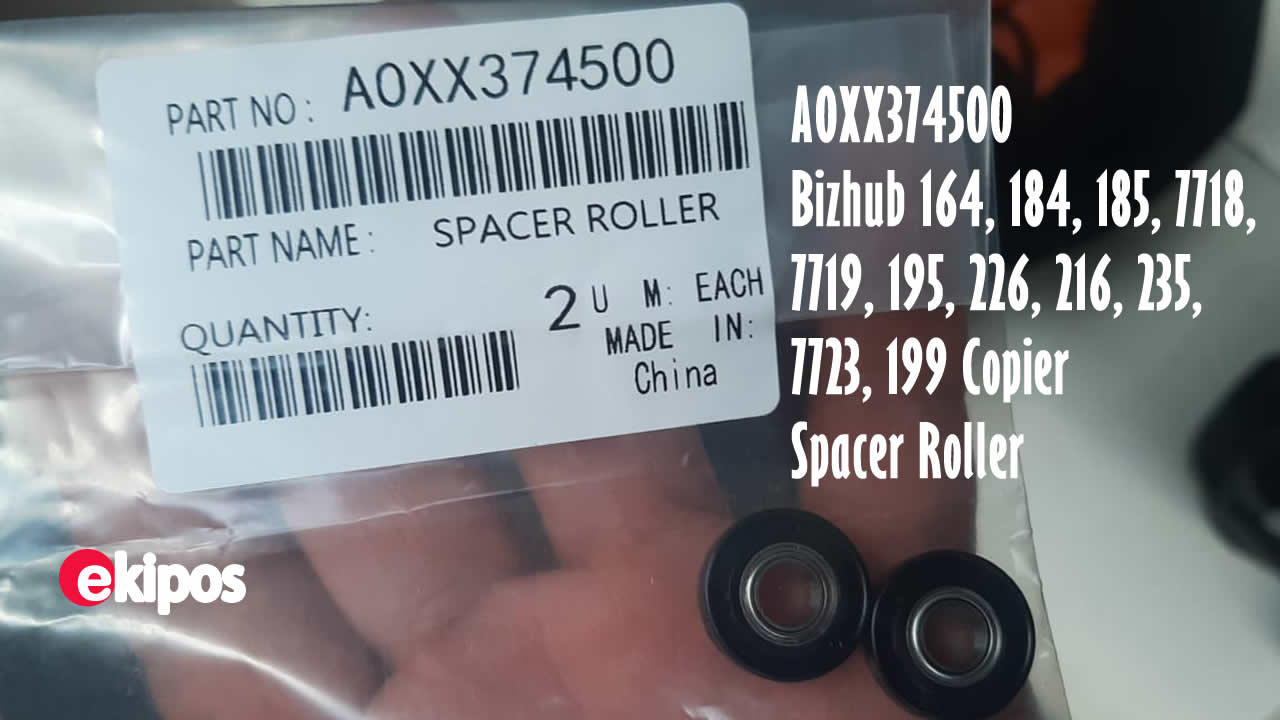 PART NO: A0XX374500
PART NAME: SPACER ROLLER
QUANTITY: 2 U M: EACH
MADE IN:
China
A0XX374500
Bizhub 164, 184, 185, 7718,
7719, 195, 226, 216, 235,
7723, 199 Copier
Spacer Roller
ekipos